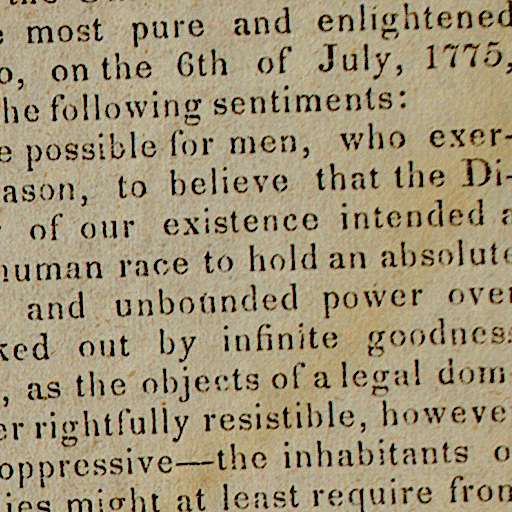 most pure and enlightened
o, on the 6th of July, 1775,
he following sentiments:
e possible for men, who exer-
ason, to believe that the Di-
of our existence intended a
human race to hold an absolute
and unbounded power over
ked out by infinite goodness
, as the objects of a legal dom
er rightfully resistible, howeve
oppressive—the inhabitants o
ies might at least require from